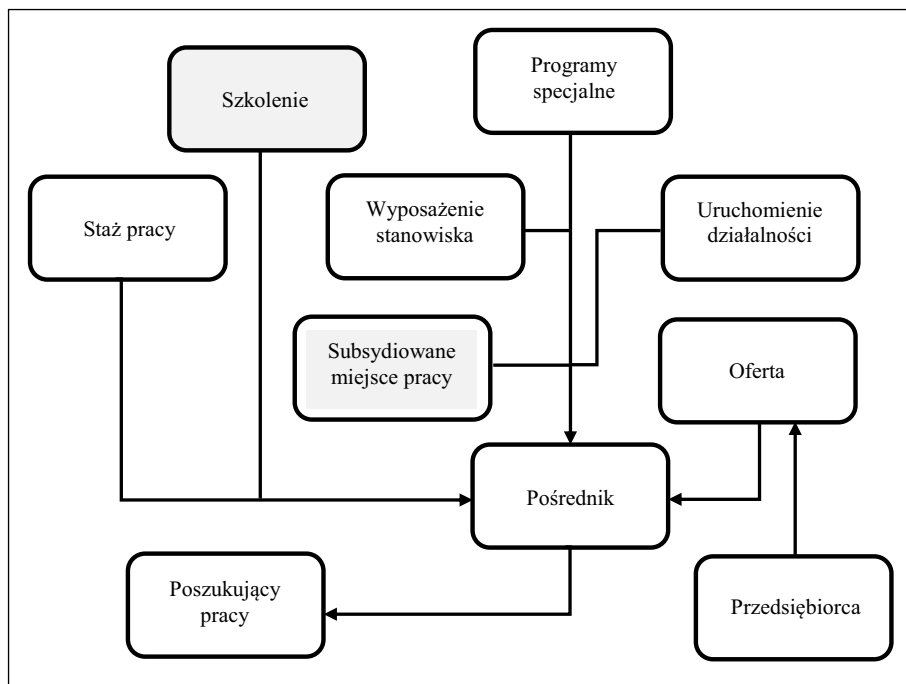 Programy
specjalne
Szkolenie
Staż pracy
Wyposażenie
stanowiska
Uruchomienie
działalności
Subsydiowane
miejsce pracy
Oferta
Pośrednik
Poszukujący
pracy
Przedsiębiorca